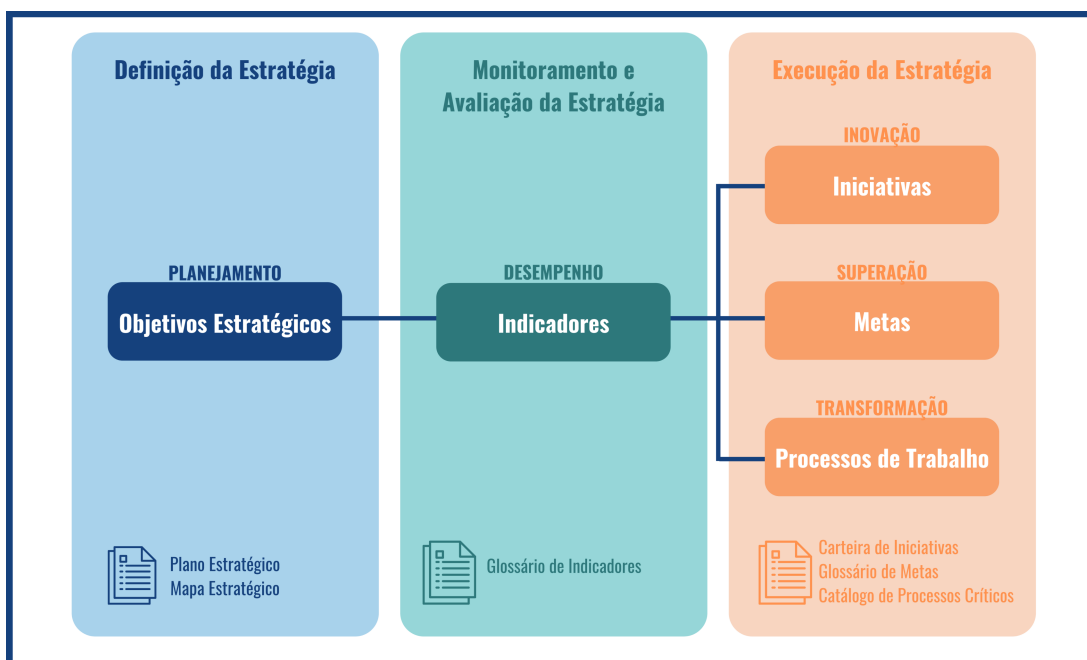 Definição da Estratégia
PLANEJAMENTO
Objetivos Estratégicos
Plano Estratégico
Mapa Estratégico
Monitoramento e
Avaliação da Estratégia
DESEMPENHO
Indicadores
Glossário de Indicadores
Execução da Estratégia
INOVAÇÃO
Iniciativas
SUPERAÇÃO
Metas
TRANSFORMAÇÃO
Processos de Trabalho
Carteira de Iniciativas
Glossário de Metas
Catálogo de Processos Críticos